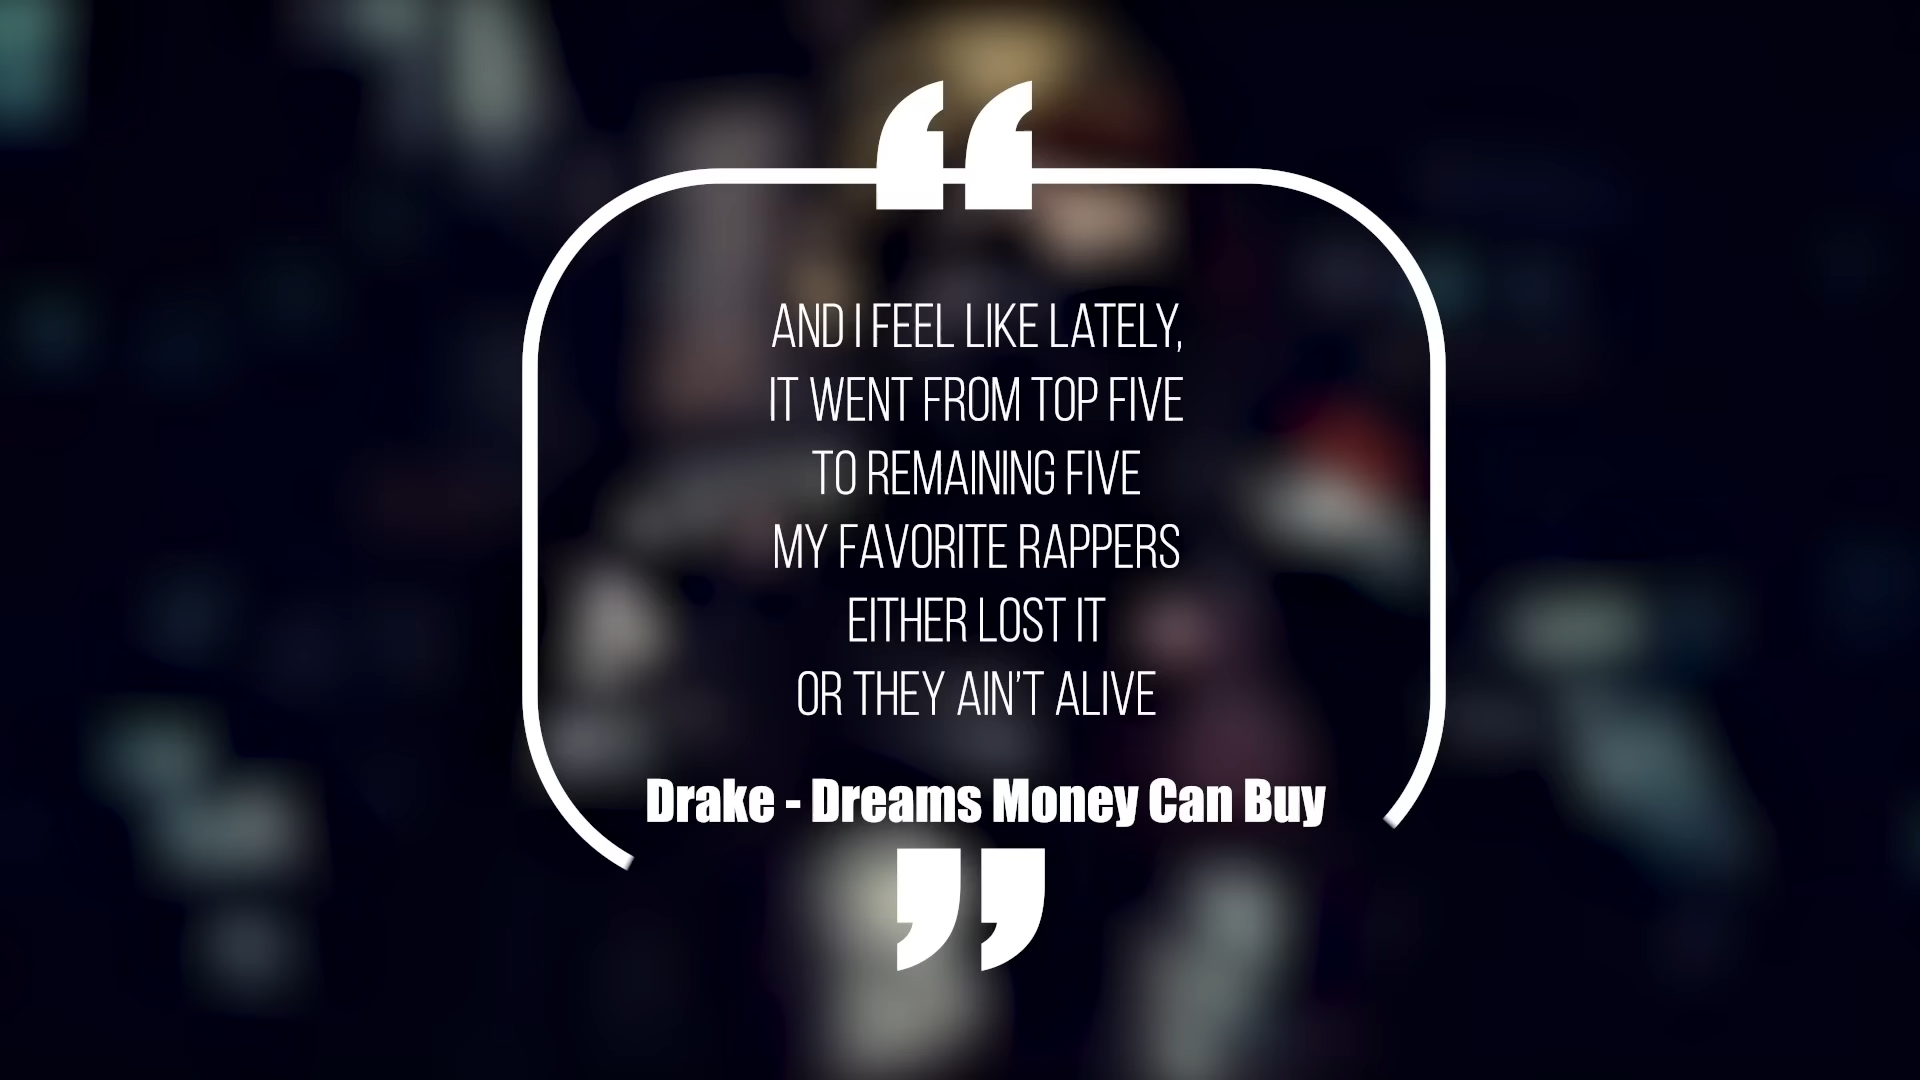 “
AND I FEEL LIKE LATELY,
IT WENT FROM TOP FIVE
TO REMAINING FIVE
MY FAVORITE RAPPERS
EITHER LOST IT
OR THEY AIN’T ALIVE
Drake - Dreams Money Can Buy
”